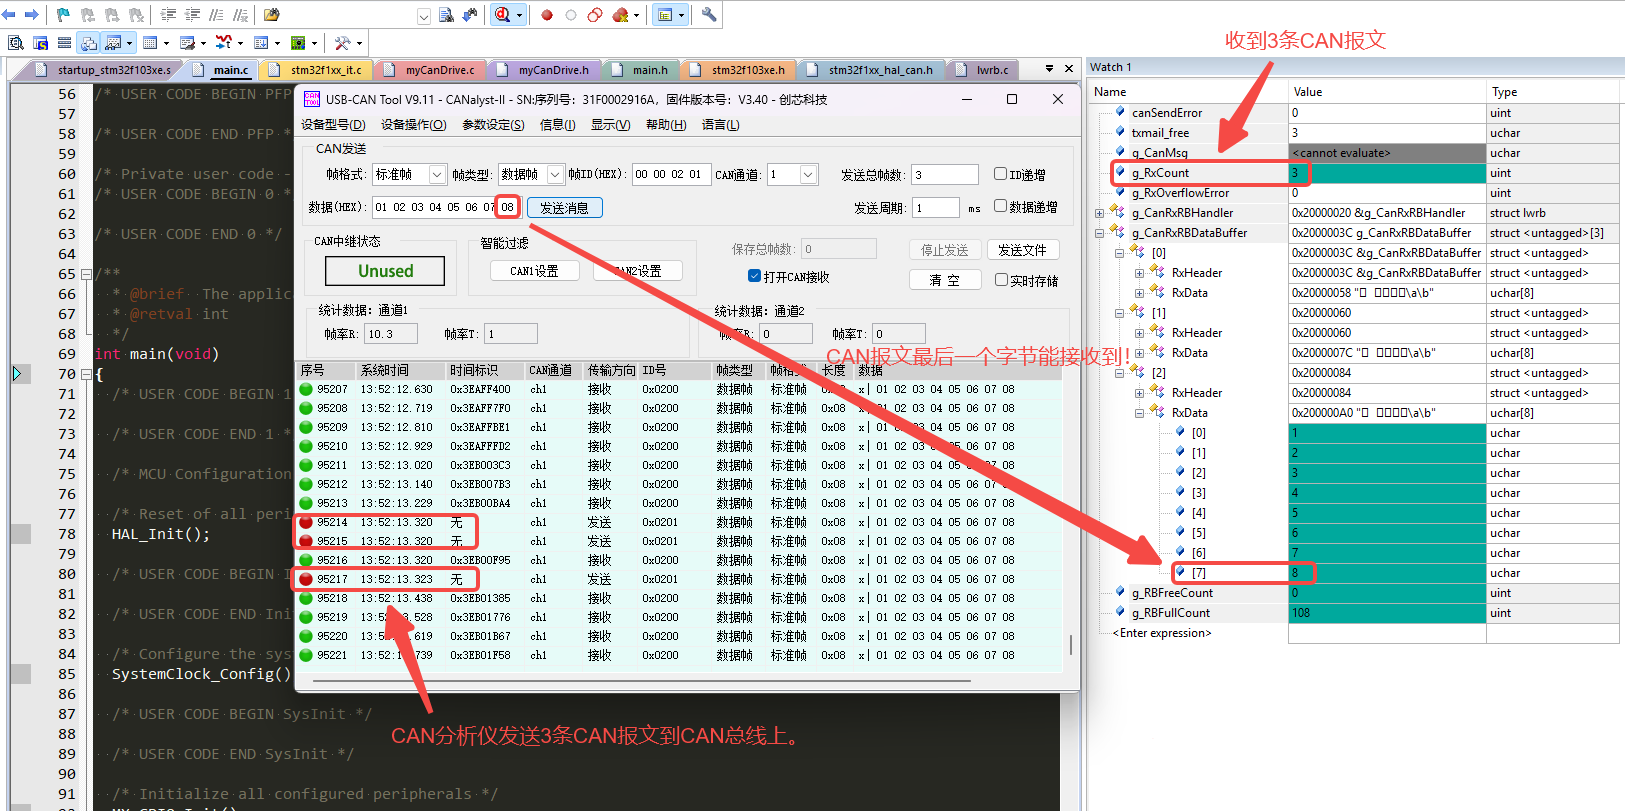 收到3条CAN报文
startup_stm32f103xe.s
main.c
stm32f1xx_it.c
myCanDrive.c
myCanDrive.h
main.h
stm32f103xe.h
stm32f1xx_hal_can.h
lwrb.c
56 /* USER CODE BEGIN PFP
57
58 /* USER CODE END PFP *
59
60 /* Private user code -
61 /* USER CODE BEGIN 0 *
62
63 /* USER CODE END 0 */
64
65 /**
66 * @brief The applica
67 * @retval int
68 */
69 int main(void)
70 {
71 /* USER CODE BEGIN 1
72
73 /* USER CODE END 1 *
74
75 /* MCU Configuration
76
77 /* Reset of all peri
78 HAL_Init();
79
80 /* USER CODE BEGIN I
81
82 /* USER CODE END Init
83
84 /* Configure the sys
85 SystemClock_Config()
86
87 /* USER CODE BEGIN SysInit */
88
89 /* USER CODE END SysInit */
90
91 /* Initialize all configured peripherals */
USB-CAN Tool V9.11 - CANalyst-II - SN:序列号: 31F0002916A, 固件版本号: V3.40 - 创芯科技
设备型号(D) 设备操作(O) 参数设定(S) 信息(I) 显示(V) 帮助(H) 语言(L)
CAN发送
帧格式: 标准帧 帧类型: 数据帧 帧ID(HEX): 00 00 02 01 CAN通道: 1 发送总帧数: 3 ID递增
数据(HEX): 01 02 03 04 05 06 07 08 发送消息 发送周期: 1 ms 数据递增
CAN中继状态
Unused
智能过滤
CAN1设置
CAN2设置
保存总帧数: 0 停止发送 发送文件
打开CAN接收 清 空 实时存储
统计数据: 通道1
帧率R: 10.3 帧率T: 1
统计数据: 通道2
帧率R: 0 帧率T: 0
CAN报文最后一个字节能接收到！
序号 系统时间 时间标识 CAN通道 传输方向 ID号 帧类型 帧格式 长度 数据
95207 13:52:12.630 0x3EAFF400 ch1 接收 0x0200 数据帧 标准帧 0x08 x| 01 02 03 04 05 06 07 08
95208 13:52:12.719 0x3EAFF7F0 ch1 接收 0x0200 数据帧 标准帧 0x08 x| 01 02 03 04 05 06 07 08
95209 13:52:12.810 0x3EAFFBE1 ch1 接收 0x0200 数据帧 标准帧 0x08 x| 01 02 03 04 05 06 07 08
95210 13:52:12.929 0x3EAFFFD2 ch1 接收 0x0200 数据帧 标准帧 0x08 x| 01 02 03 04 05 06 07 08
95211 13:52:13.020 0x3EB003C3 ch1 接收 0x0200 数据帧 标准帧 0x08 x| 01 02 03 04 05 06 07 08
95212 13:52:13.140 0x3EB007B3 ch1 接收 0x0200 数据帧 标准帧 0x08 x| 01 02 03 04 05 06 07 08
95213 13:52:13.229 0x3EB00BA4 ch1 接收 0x0200 数据帧 标准帧 0x08 x| 01 02 03 04 05 06 07 08
95214 13:52:13.320 无 ch1 发送 0x0201 数据帧 标准帧 0x08 x| 01 02 03 04 05 06 07 08
95215 13:52:13.320 无 ch1 发送 0x0201 数据帧 标准帧 0x08 x| 01 02 03 04 05 06 07 08
95216 13:52:13.320 0x3EB00F95 ch1 接收 0x0200 数据帧 标准帧 0x08 x| 01 02 03 04 05 06 07 08
95217 13:52:13.323 无 ch1 发送 0x0201 数据帧 标准帧 0x08 x| 01 02 03 04 05 06 07 08
95218 13:52:13.438 0x3EB01385 ch1 接收 0x0200 数据帧 标准帧 0x08 x| 01 02 03 04 05 06 07 08
95219 .528 0x3EB01776 ch1 接收 0x0200 数据帧 标准帧 0x08 x| 01 02 03 04 05 06 07 08
95220 .619 0x3EB01B67 ch1 接收 0x0200 数据帧 标准帧 0x08 x| 01 02 03 04 05 06 07 08
95221 .739 0x3EB01F58 ch1 接收 0x0200 数据帧 标准帧 0x08 x| 01 02 03 04 05 06 07 08
CAN分析仪发送3条CAN报文到CAN总线上。
Watch 1
Name Value Type
canSendError 0 uint
txmail_free 3 uchar
g_CanMsg <cannot evaluate> uchar
g_RxCount 3 uint
g_RxOverflowError 0 uint
g_CanRxRBHandler 0x20000020 &g_CanRxRBHandler struct lwrb
g_CanRxRBDataBuffer 0x2000003C g_CanRxRBDataBuffer struct <untagged>[3]
[0] 0x2000003C &g_CanRxRBDataBuffer struct <untagged>
RxHeader 0x2000003C &g_CanRxRBDataBuffer struct <untagged>
RxData 0x20000058 uchar[8]
[1] 0x20000060 struct <untagged>
RxHeader 0x20000060 struct <untagged>
RxData 0x2000007C uchar[8]
[2] 0x20000084 struct <untagged>
RxHeader 0x20000084 struct <untagged>
RxData 0x200000A0 uchar[8]
[0] 1 uchar
[1] 2 uchar
[2] 3 uchar
[3] 4 uchar
[4] 5 uchar
[5] 6 uchar
[6] 7 uchar
[7] 8 uchar
g_RBFreeCount 0 uint
g_RBFullCount 108 uint
<Enter expression>